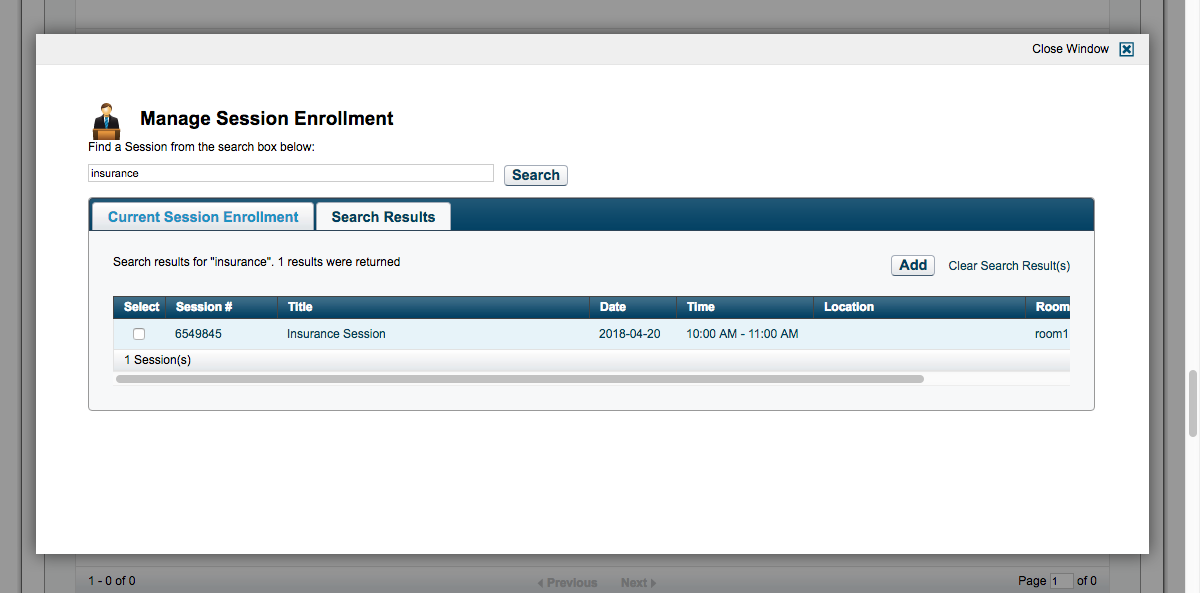 Close Window
Manage Session Enrollment
Find a Session from the search box below:
insurance Search
Current Session Enrollment Search Results
Search results for "insurance". 1 results were returned Add Clear Search Result(s)
Select Session # Title Date Time Location Room
6549845 Insurance Session 2018-04-20 10:00 AM - 11:00 AM room1
1 Session(s)
1 - 0 of 0 Previous Next Page 1 of 0